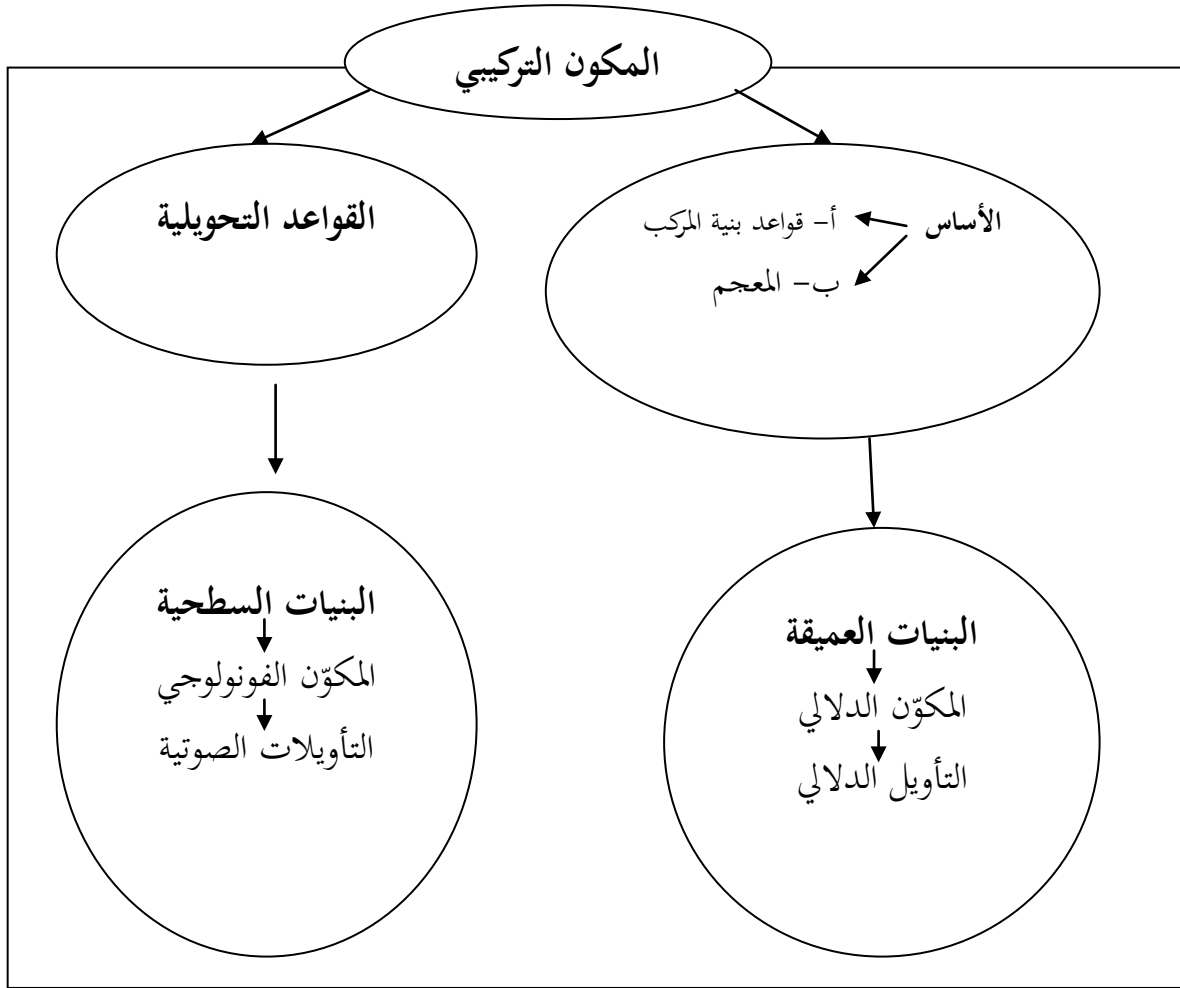 المكون التركيبي
الأساس
أ– قواعد بنية المركب
ب– المعجم
القواعد التحويلية
البنيات العميقة
المكوّن الدلالي
التأويل الدلالي
البنيات السطحية
المكوّن الفونولوجي
التأويلات الصوتية